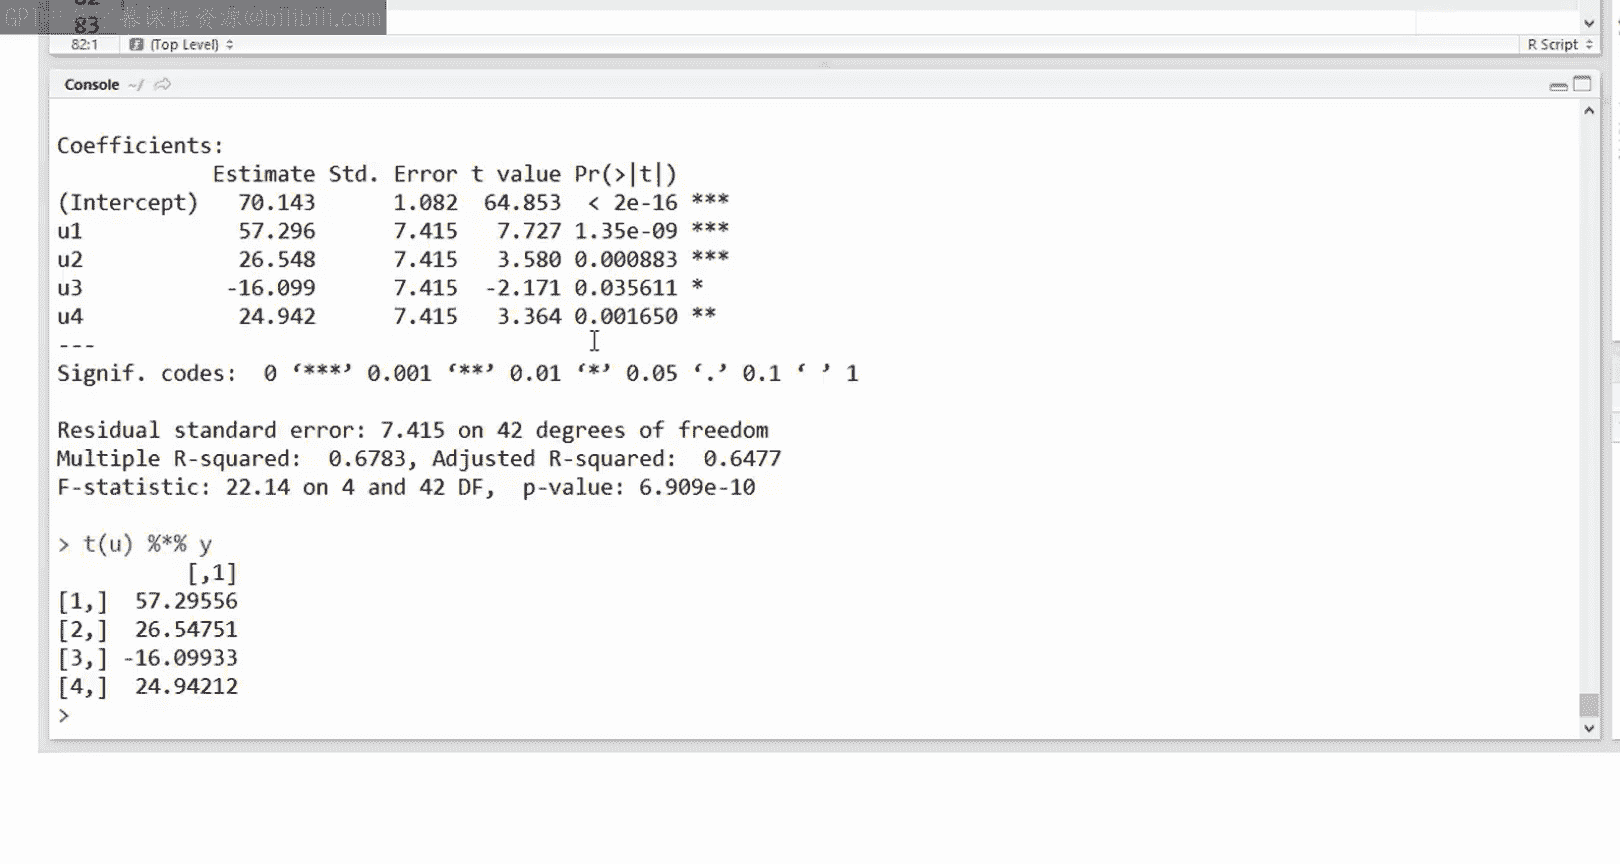 83
82:1 (Top Level) R Script
Console ~/
Coefficients:
Estimate Std. Error t value Pr(>|t|)
(Intercept) 70.143 1.082 64.853 < 2e-16 ***
u1 57.296 7.415 7.727 1.35e-09 ***
u2 26.548 7.415 3.580 0.000883 ***
u3 -16.099 7.415 -2.171 0.035611 *
u4 24.942 7.415 3.364 0.001650 **
---
Signif. codes: 0 ‘***’ 0.001 ‘**’ 0.01 ‘*’ 0.05 ‘.’ 0.1 ‘ ’ 1
Residual standard error: 7.415 on 42 degrees of freedom
Multiple R-squared: 0.6783, Adjusted R-squared: 0.6477
F-statistic: 22.14 on 4 and 42 DF, p-value: 6.909e-10
> t(u) %*% y
[,1]
[1,] 57.29556
[2,] 26.54751
[3,] -16.09933
[4,] 24.94212
>